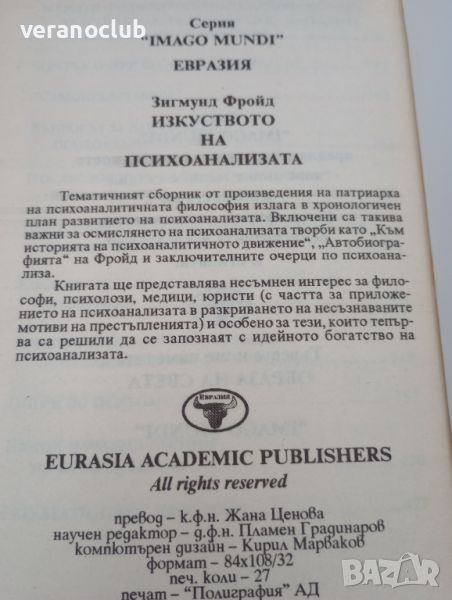 veranoclub
Серия
"IMAGO MUNDI"
ЕВРАЗИЯ
Зигмунд Фройд
ИЗКУСТВОТО
НА
ПСИХОАНАЛИЗАТА
Тематичният сборник от произведения на патриарха
на психоаналитичната философия излага в хронологичен
план развитието на психоанализата. Включени са такива
важни за осмислянето на психоанализата творби като „Към
историята на психоаналитичното движение“, „Автобиогра-
фията“ на Фройд и заключителните очерци по психоана-
лиза.
Книгата ще представлява несъмнен интерес за фило-
софи, психолози, медици, юристи (с частта за приложе-
нието на психоанализата в разкриването на несъзнаваните
мотиви на престъпленията) и особено за тези, които тепър-
ва са решили да се запознаят с идейното богатство на
психоанализата.
ЕВРАЗИЯ
EURASIA ACADEMIC PUBLISHERS
All rights reserved
превод – к.ф.н. Жана Ценова
научен редактор – д.ф.н. Пламен Градинаров
компютърен дизайн – Кирил Марваков
формат – 84x108/32
печ. коли – 27
печат – "Полиграфия" АД
BAZAR